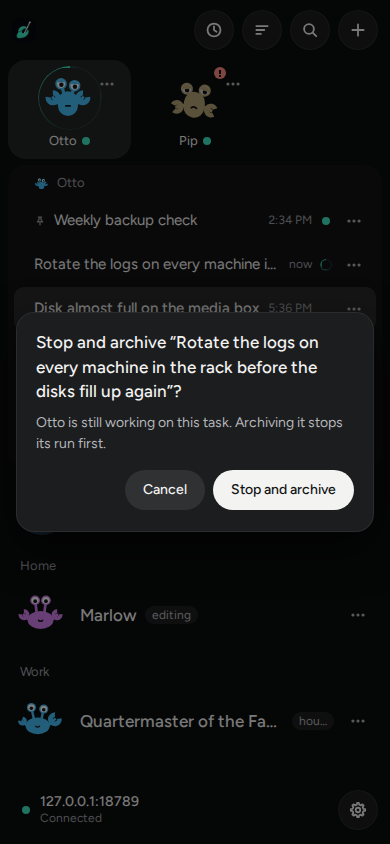 Otto
Pip
Otto
Weekly backup check 2:34 PM
Rotate the logs on every machine i... now
Disk almost full on the media box 5:36 PM
Stop and archive “Rotate the logs on
every machine in the rack before the
disks fill up again”?
Otto is still working on this task. Archiving it stops
its run first.
Cancel
Stop and archive
Home
Marlow editing
Work
Quartermaster of the Fa... hou...
127.0.0.1:18789
Connected